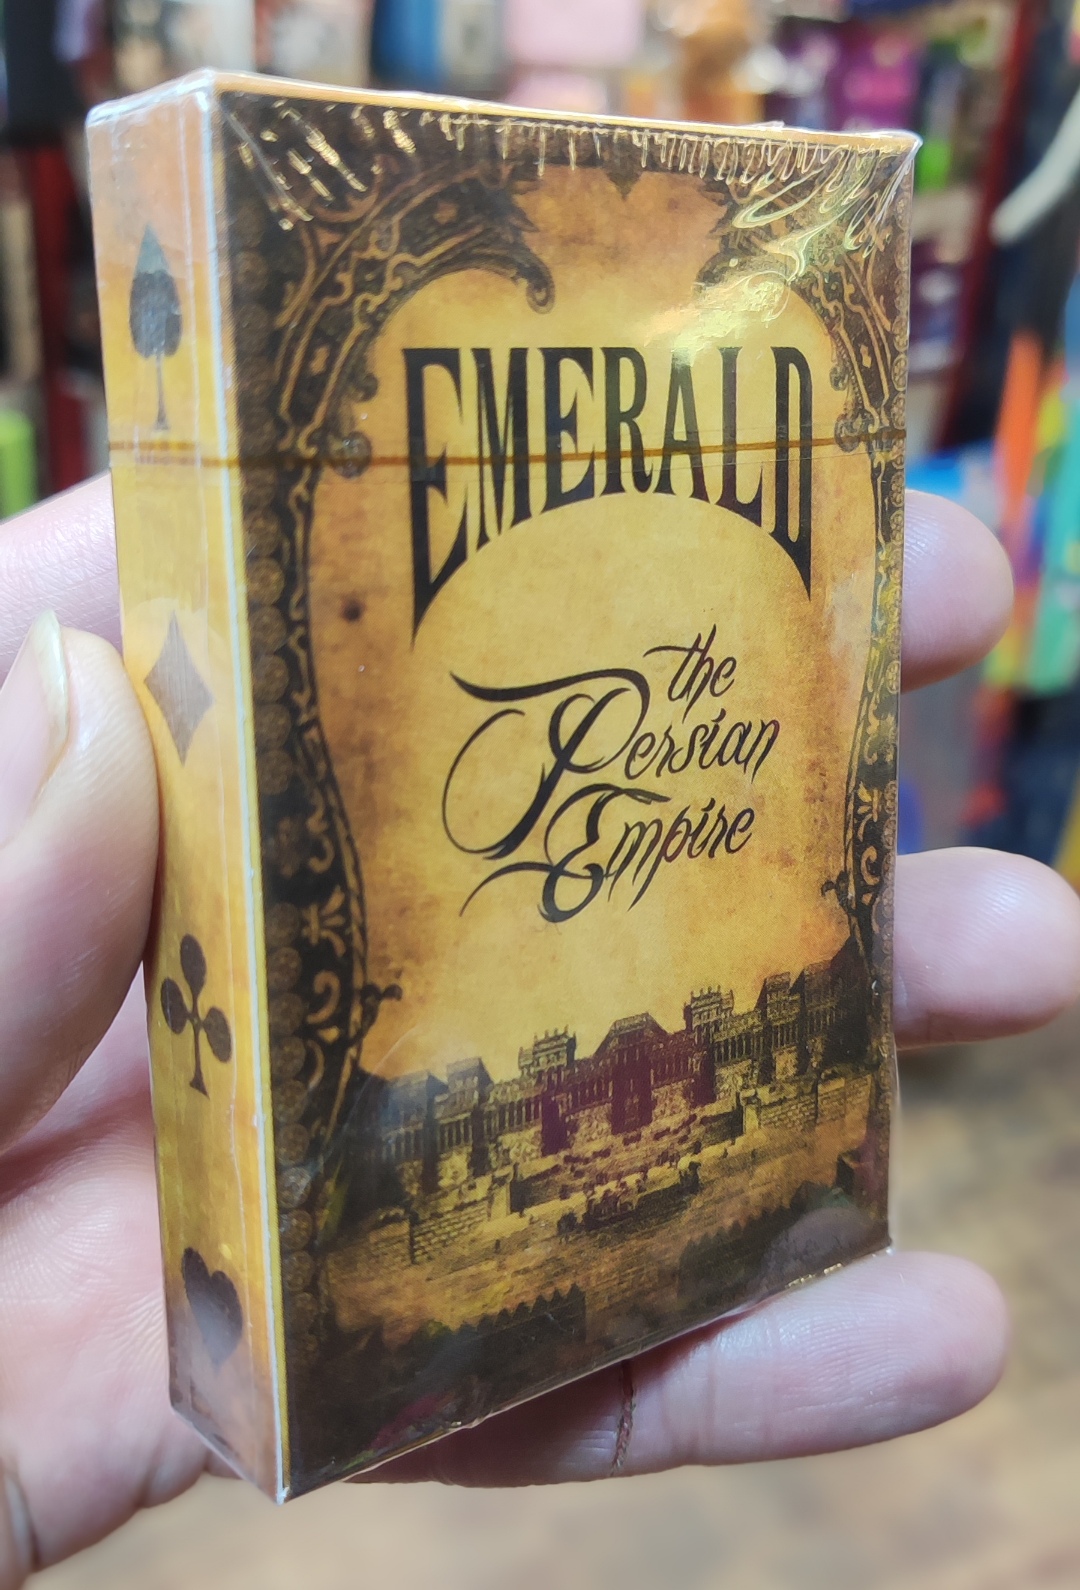 EMERALD
the
Persian
Empire